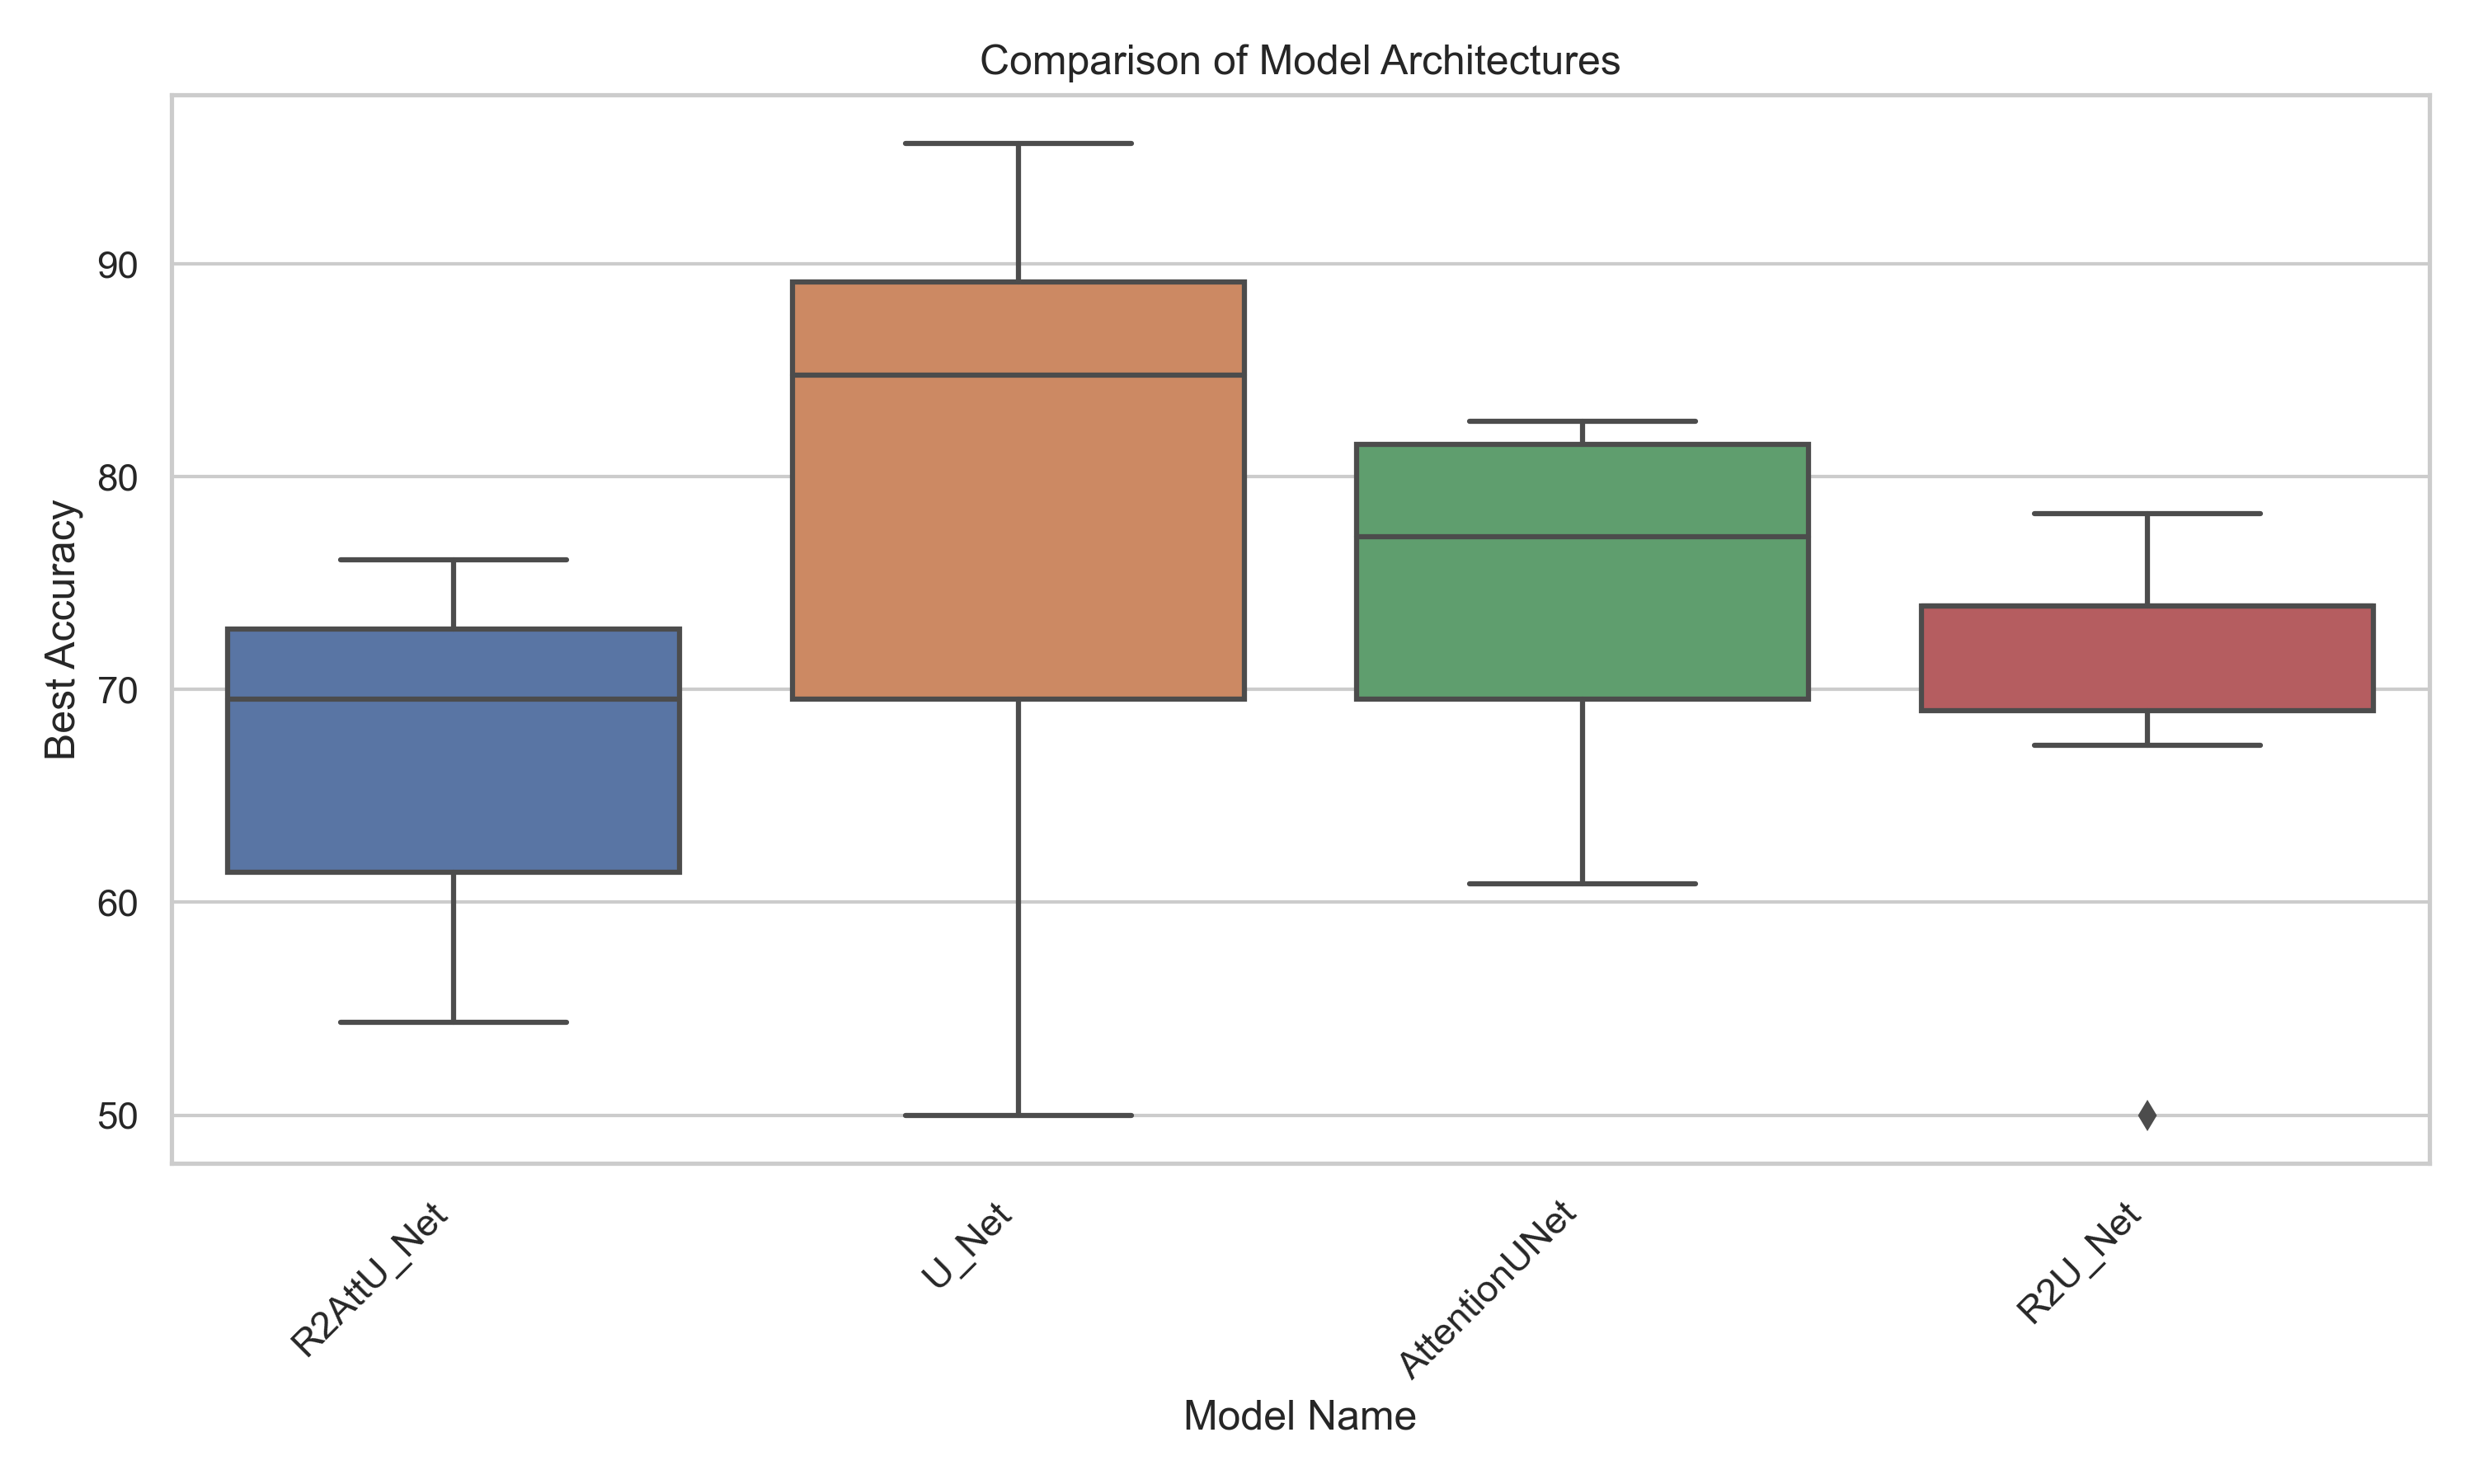 Comparison of Model Architectures
Best Accuracy
90
80
70
60
50
R2AttU_Net
U_Net
AttentionUNet
R2U_Net
Model Name